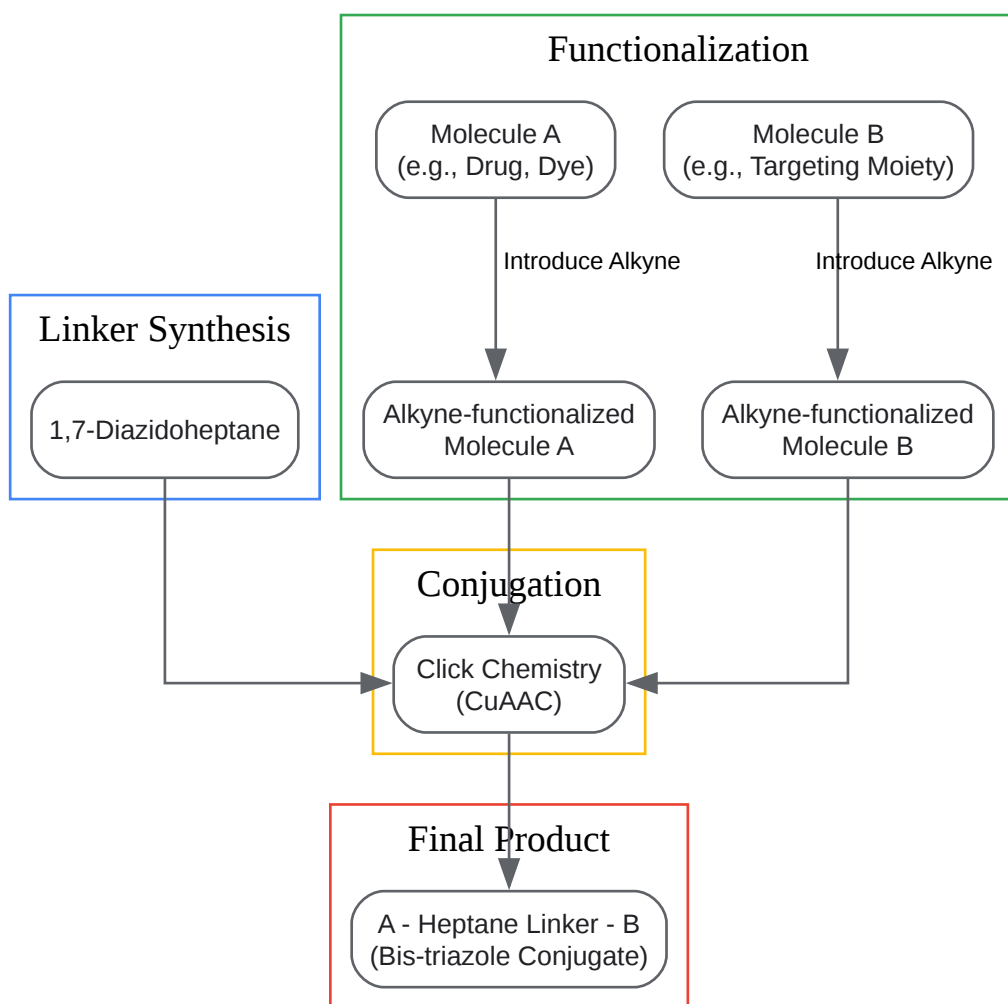 Functionalization
Molecule A
(e.g., Drug, Dye)
Molecule B
(e.g., Targeting Moiety)
Introduce Alkyne
Introduce Alkyne
Linker Synthesis
1,7-Diazidoheptane
Alkyne-functionalized
Molecule A
Alkyne-functionalized
Molecule B
Conjugation
Click Chemistry
(CuAAC)
Final Product
A - Heptane Linker - B
(Bis-triazole Conjugate)